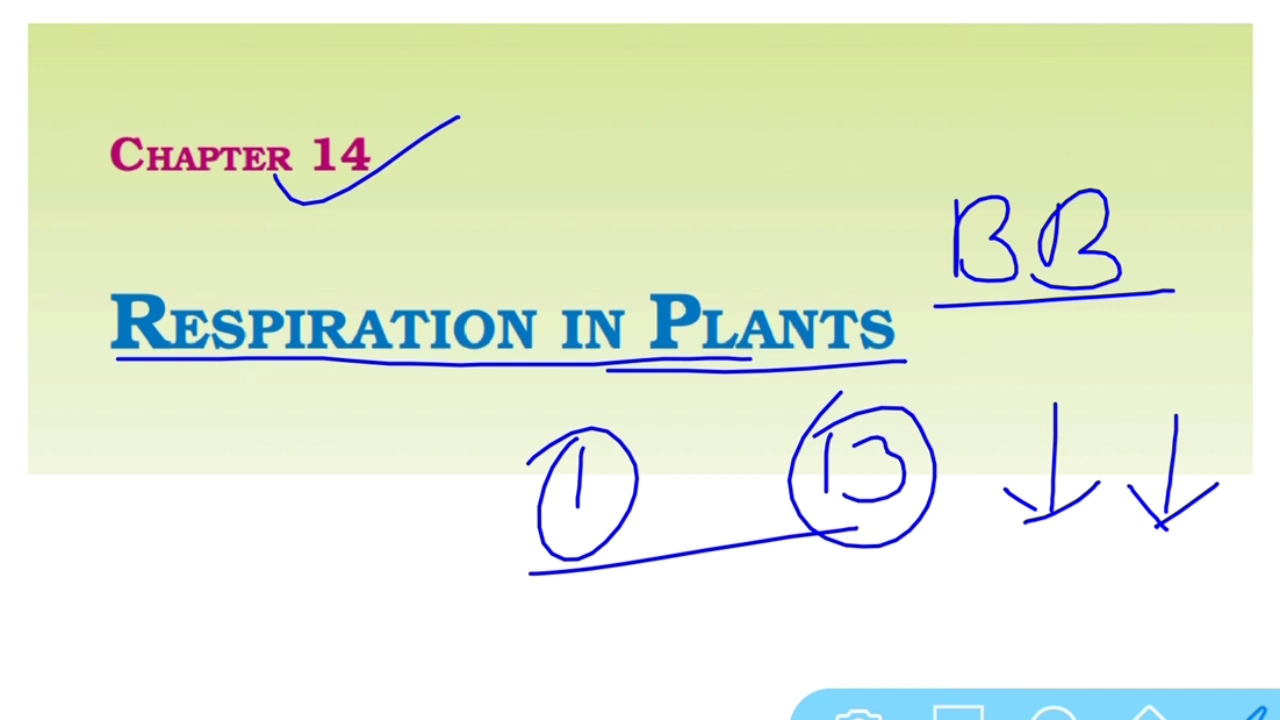 CHAPTER 14
BB
RESPIRATION IN PLANTS
1 13